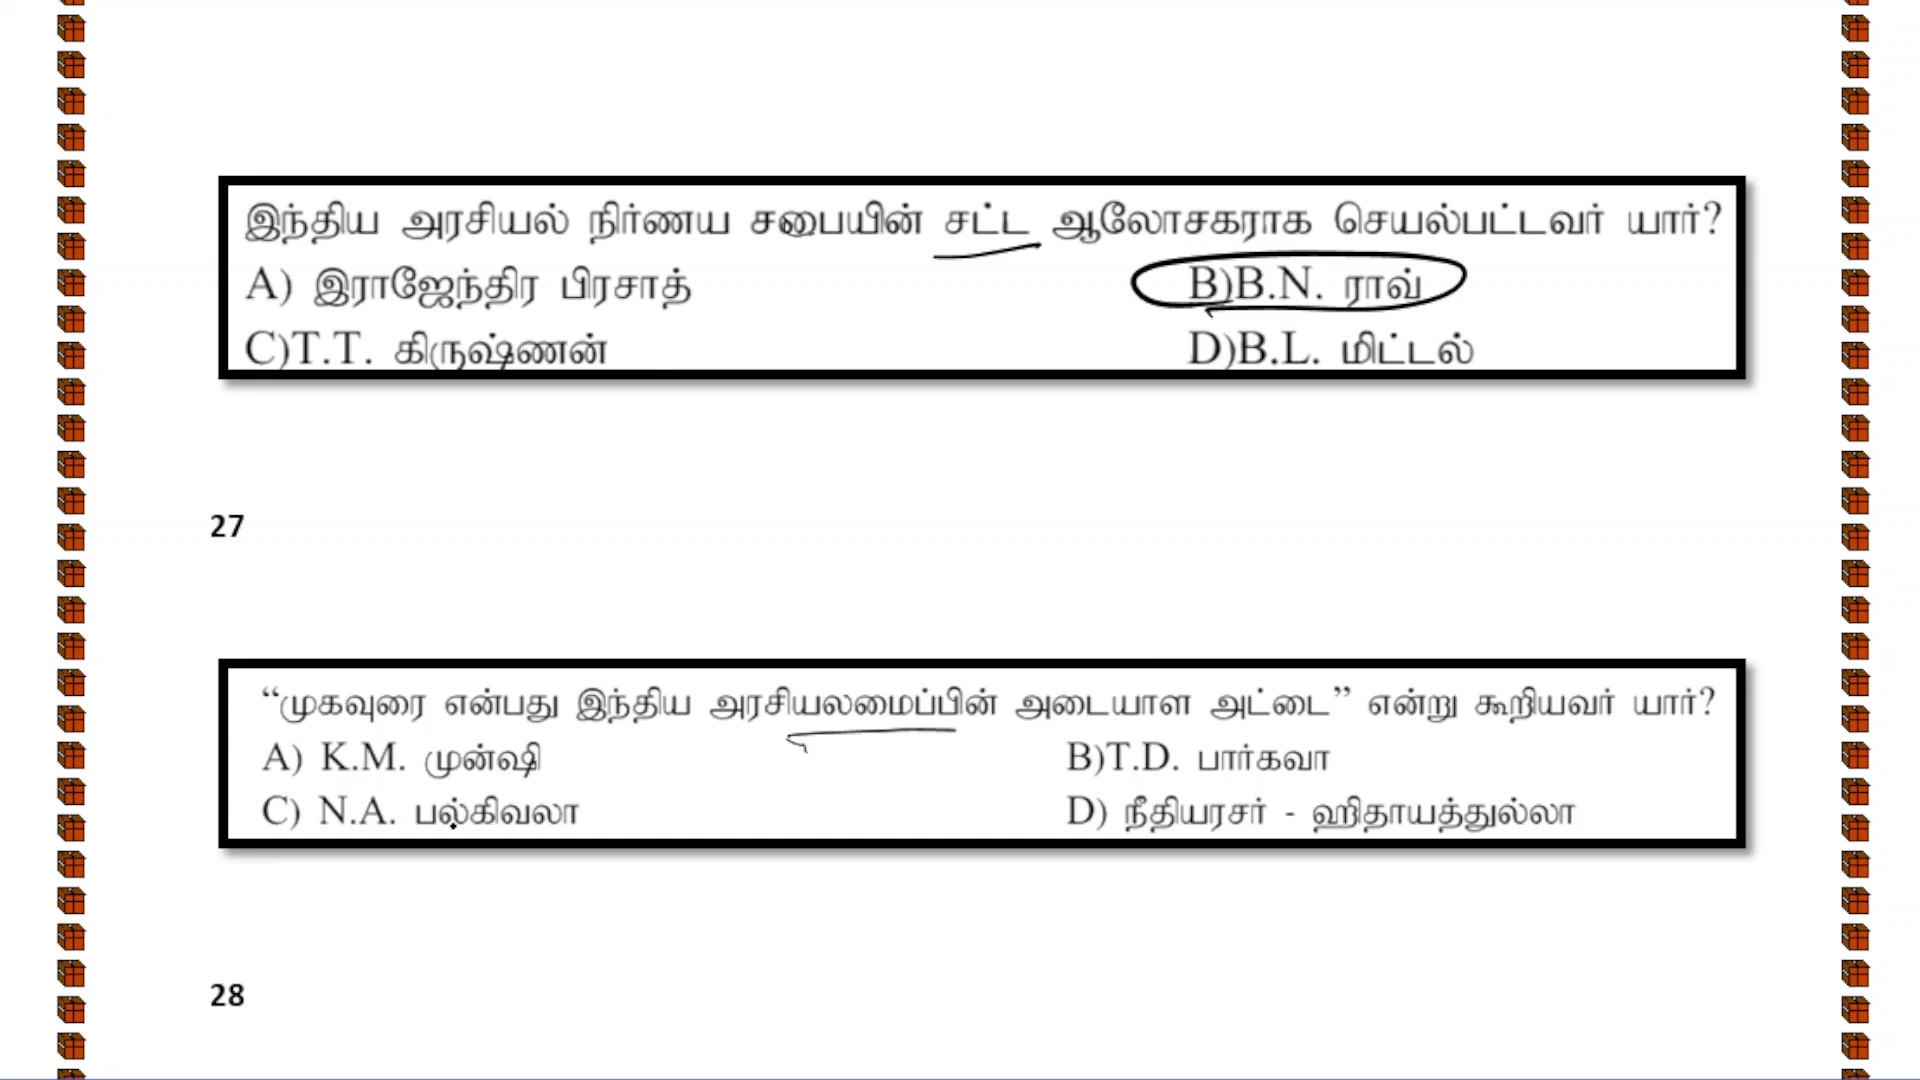 இந்திய அரசியல் நிர்ணய சபையின் சட்ட ஆலோசகராக செயல்பட்டவர் யார்?
A) இராஜேந்திர பிரசாத் B)B.N. ராவ்
C)T.T. கிருஷ்ணன் D)B.L. மிட்டல்
27
“முகவுரை என்பது இந்திய அரசியலமைப்பின் அடையாள அட்டை” என்று கூறியவர் யார்?
A) K.M. முன்ஷி B)T.D. பார்கவா
C) N.A. பல்கிவலா D) நீதியரசர் - ஹிதாயத்துல்லா
28